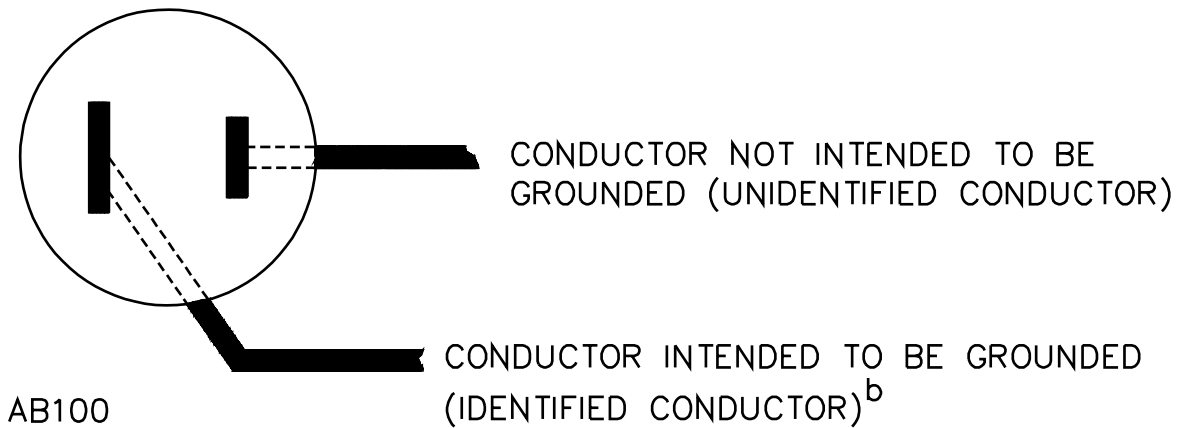 CONDUCTOR NOT INTENDED TO BE
GROUNDED (UNIDENTIFIED CONDUCTOR)
CONDUCTOR INTENDED TO BE GROUNDED
(IDENTIFIED CONDUCTOR)b
AB100